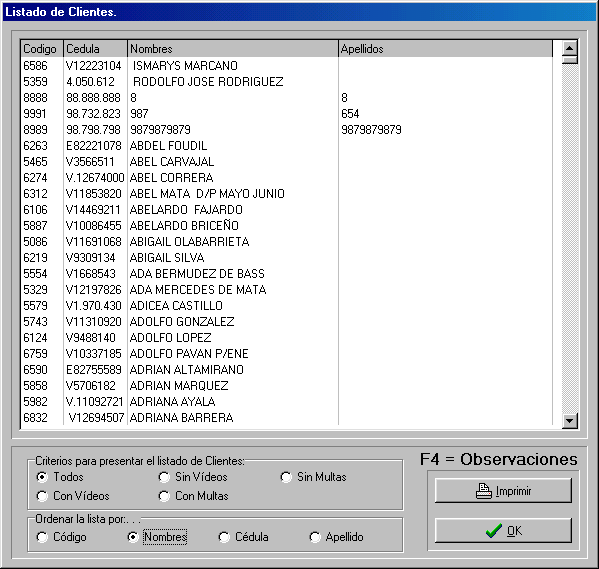 Listado de Clientes.
Codigo Cedula Nombres Apellidos
6586 V12223104 ISMARYS MARCANO
5359 4.050.612 RODOLFO JOSE RODRIGUEZ
8888 88.888.888 8 8
9991 98.732.823 987 654
8989 98.798.798 9879879879 9879879879
6263 E82221078 ABDEL FOUDIL
5465 V3566511 ABEL CARVAJAL
6274 V.12674000 ABEL CORRERA
6312 V11853820 ABEL MATA D/P MAYO JUNIO
6106 V14469211 ABELARDO FAJARDO
5887 V10086455 ABELARDO BRICEÑO
5086 V11691068 ABIGAIL OLABARRIETA
6219 V9309134 ABIGAIL SILVA
5554 V1668543 ADA BERMUDEZ DE BASS
5329 V12197826 ADA MERCEDES DE MATA
5579 V1.970.430 ADICEA CASTILLO
5743 V11310920 ADOLFO GONZALEZ
6124 V9488140 ADOLFO LOPEZ
6759 V10337185 ADOLFO PAVAN P/ENE
6590 E82755589 ADRIAN ALTAMIRANO
5858 V5706182 ADRIAN MARQUEZ
5982 V.11092721 ADRIANA AYALA
6832 V12694507 ADRIANA BARRERA
Criterios para presentar el listado de Clientes:
Todos Sin Vídeos Sin Multas
Con Vídeos Con Multas
Ordenar la lista por:. . .
Código Nombres Cédula Apellido
F4 = Observaciones
Imprimir
OK